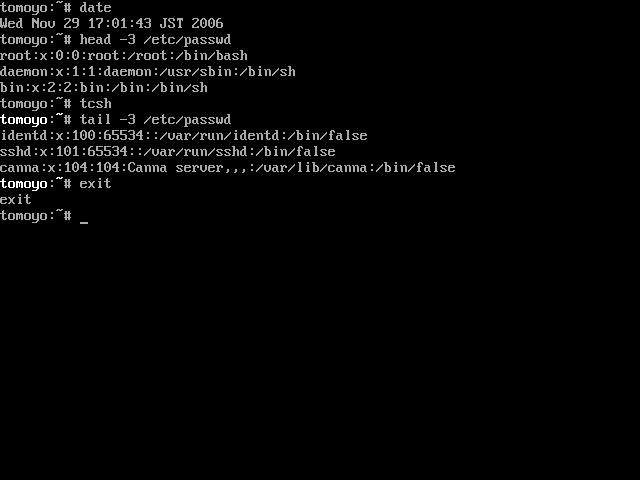 tomoyo:~# date
Wed Nov 29 17:01:43 JST 2006
tomoyo:~# head -3 /etc/passwd
root:x:0:0:root:/root:/bin/bash
daemon:x:1:1:daemon:/usr/sbin:/bin/sh
bin:x:2:2:bin:/bin:/bin/sh
tomoyo:~# tcsh
tomoyo:~# tail -3 /etc/passwd
identd:x:100:65534::/var/run/identd:/bin/false
sshd:x:101:65534::/var/run/sshd:/bin/false
canna:x:104:104:Canna server,,,:/var/lib/canna:/bin/false
tomoyo:~# exit
exit
tomoyo:~# _